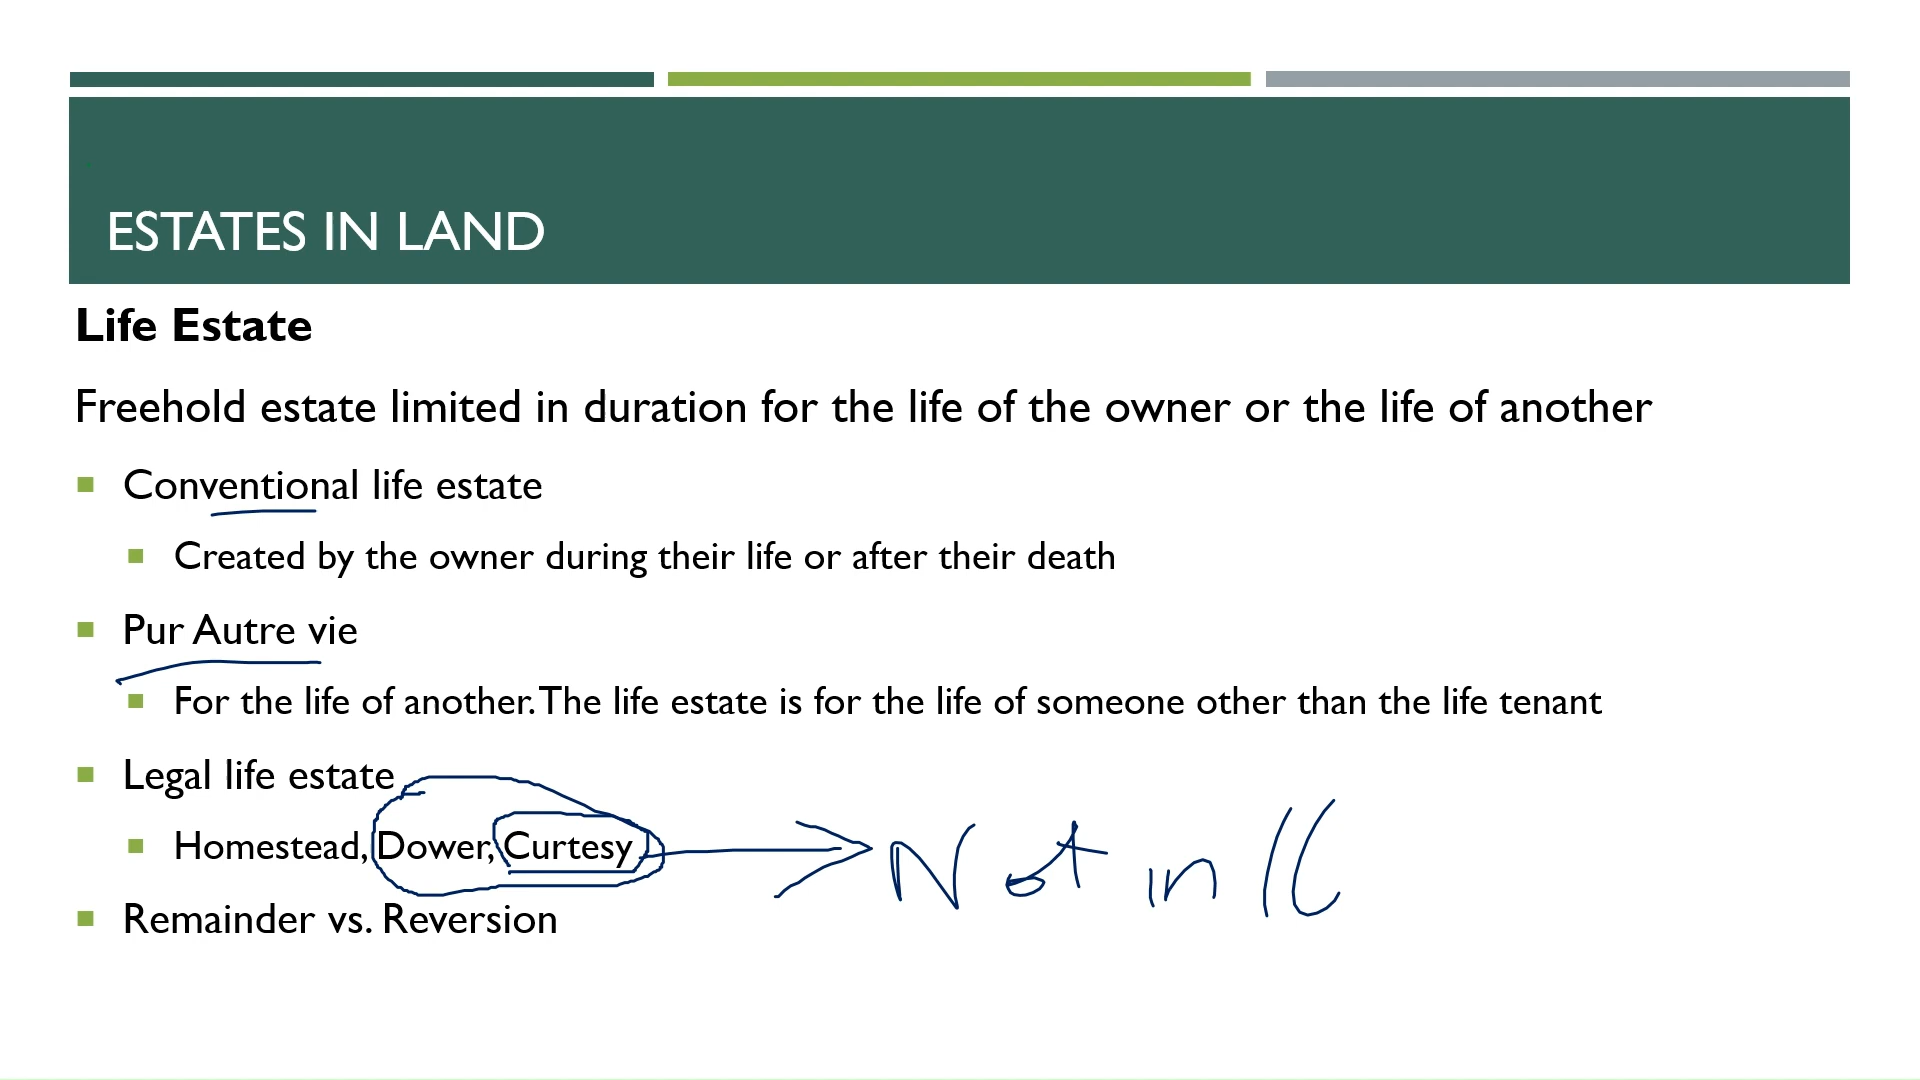 ESTATES IN LAND
Life Estate
Freehold estate limited in duration for the life of the owner or the life of another
Conventional life estate
Created by the owner during their life or after their death
Pur Autre vie
For the life of another. The life estate is for the life of someone other than the life tenant
Legal life estate
Homestead, Dower, Curtesy
Not in IL
Remainder vs. Reversion